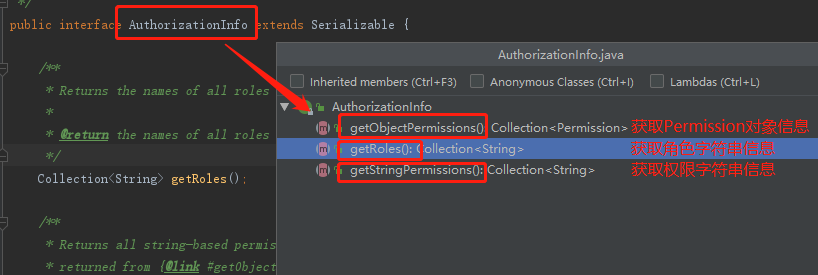 */
public interface AuthorizationInfo extends Serializable {
/**
* Returns the names of all roles
*
* @return the names of all roles
*/
Collection<String> getRoles();
/**
* Returns all string-based permis
* returned from {@link #getObject
AuthorizationInfo.java
Inherited members (Ctrl+F3) Anonymous Classes (Ctrl+I) Lambdas (Ctrl+L)
AuthorizationInfo
m getObjectPermissions(): Collection<Permission> 获取Permission对象信息
m getRoles(): Collection<String> 获取角色字符串信息
m getStringPermissions(): Collection<String> 获取权限字符串信息